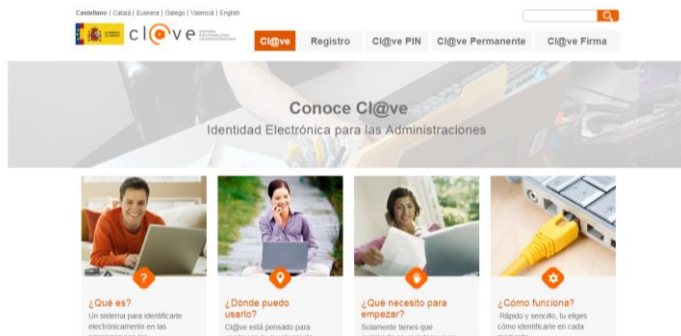 Castellano | Català | Euskera | Galego | Valencià | English
cl@ve
Cl@ve Registro Cl@ve PIN Cl@ve Permanente Cl@ve Firma
Conoce Cl@ve
Identidad Electrónica para las Administraciones
¿Qué es?
Un sistema para identificarte
electrónicamente en las
¿Dónde puedo
usarlo?
Cl@ve está pensado para
¿Qué necesito para
empezar?
Solamente tienes que
¿Cómo funciona?
Rápido y sencillo, tu eliges
cómo identificarte en cada